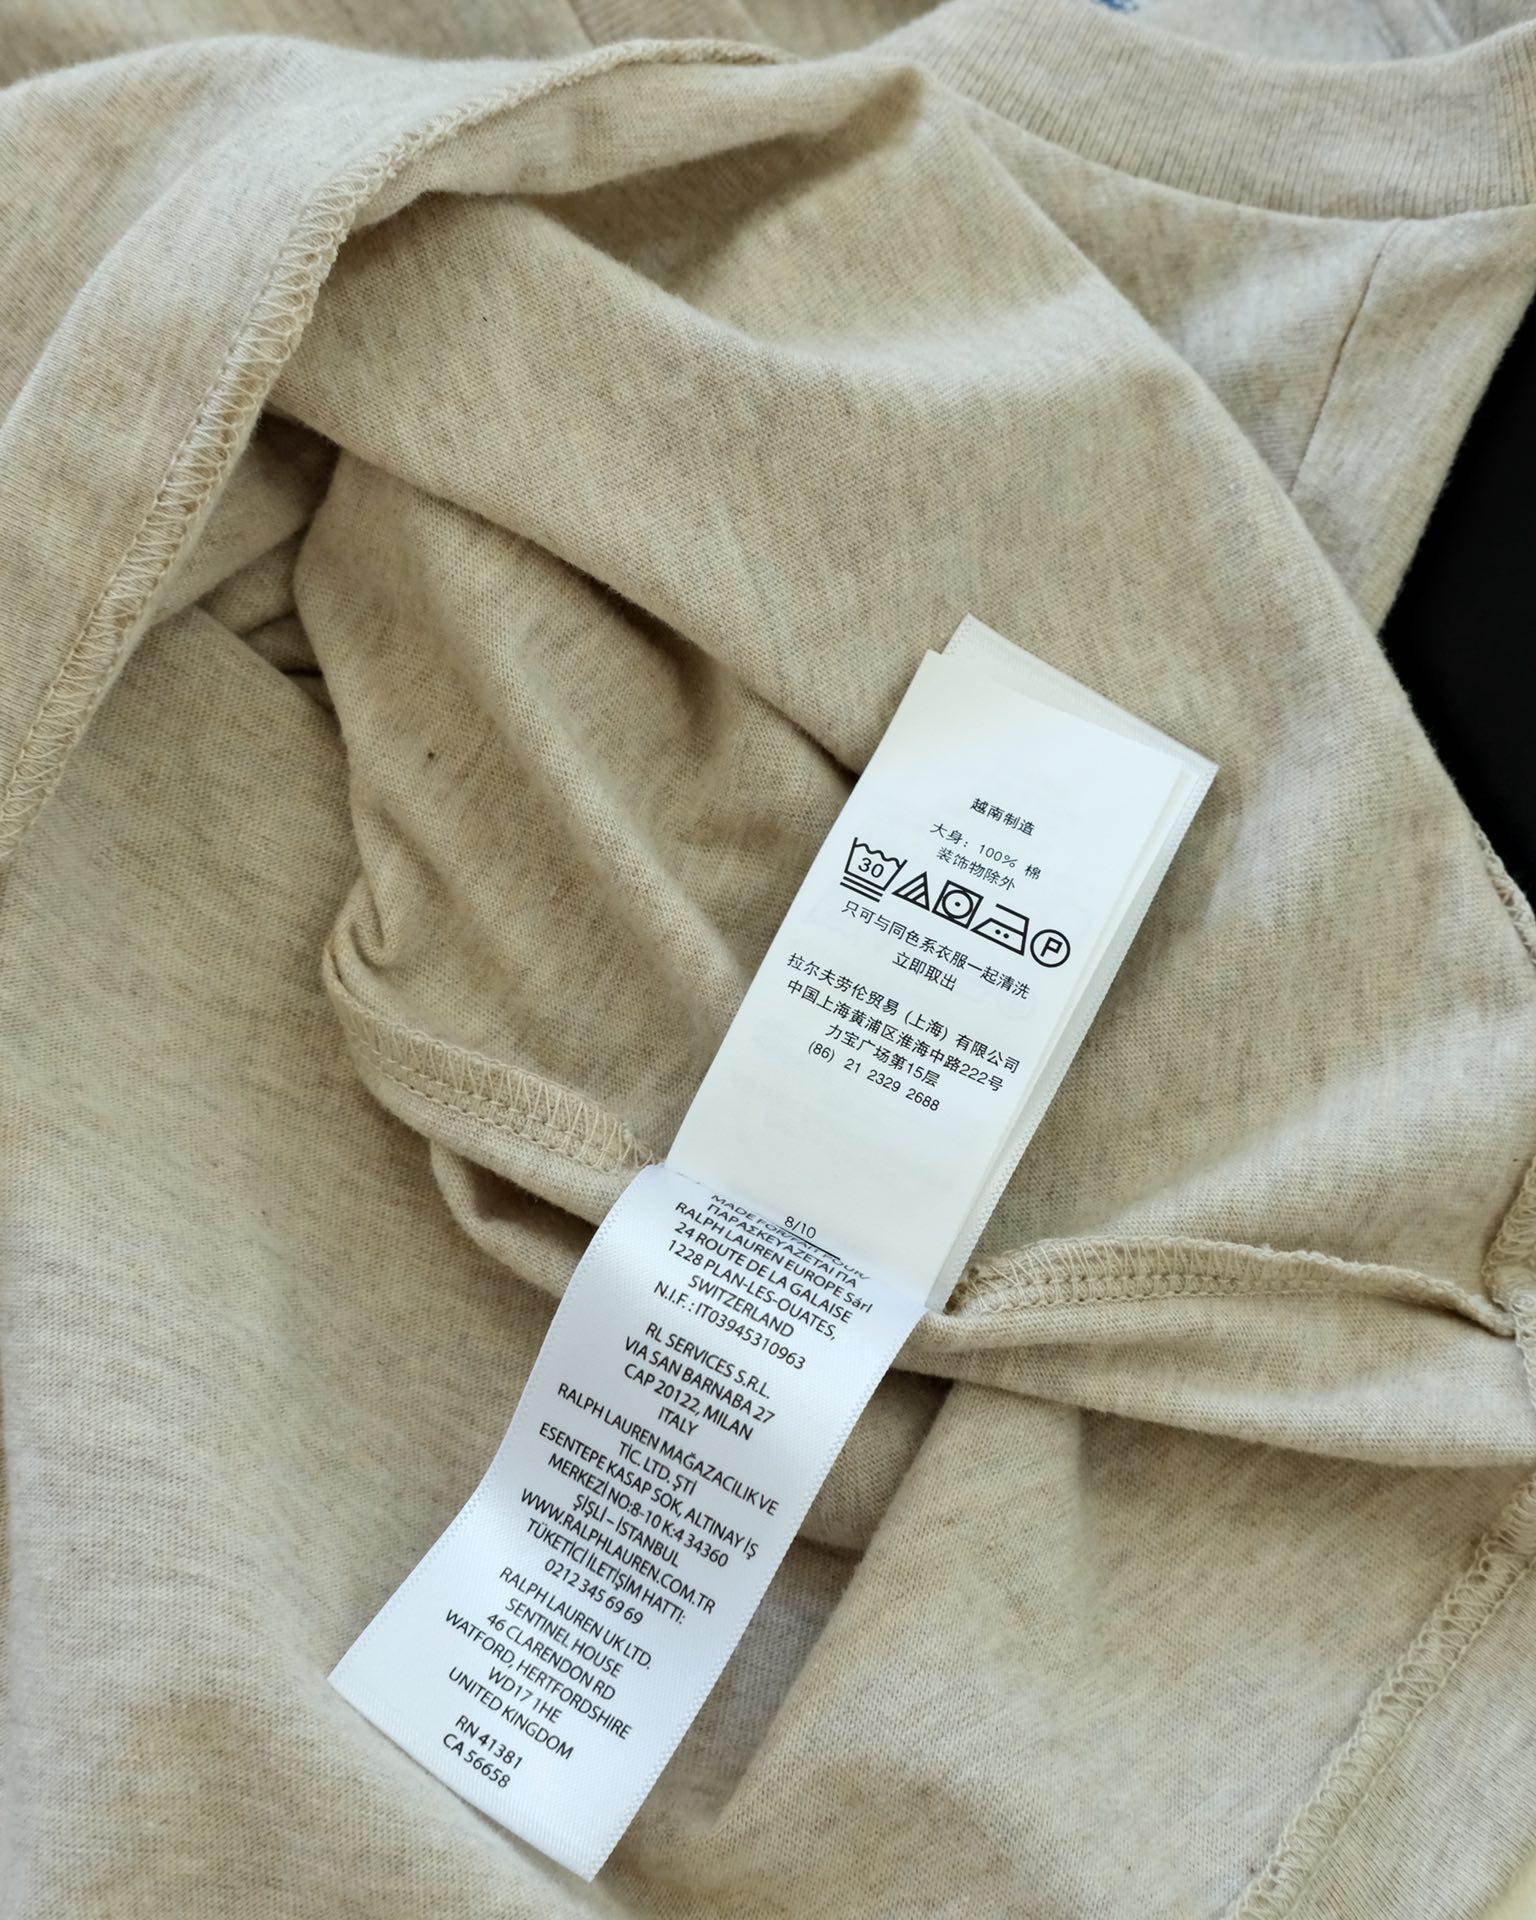 越南制造
大身: 100% 棉
装饰物除外
30
P
只可与同色系衣服一起清洗
立即取出
拉尔夫劳伦贸易 (上海) 有限公司
中国上海黄浦区淮海中路222号
力宝广场第15层
(86) 21 2329 2688
8/10
MADE FOR/FAIT POUR/
ΠΑΡΑΣΚΕΥΑΖΕΤΑΙ ΓΙΑ
RALPH LAUREN EUROPE Sárl
24 ROUTE DE LA GALAISE
1228 PLAN-LES-OUATES,
SWITZERLAND
N.I.F. : IT03945310963
RL SERVICES S.R.L.
VIA SAN BARNABA 27
CAP 20122, MILAN
ITALY
RALPH LAUREN MAĞAZACILIK VE
TİC. LTD. ŞTİ
ESENTEPE KASAP SOK, ALTINAY İŞ
MERKEZİ NO:8-10 K:4 34360
ŞİŞLİ – İSTANBUL
WWW.RALPHLAUREN.COM.TR
TÜKETİCİ İLETİŞİM HATTI:
0212 345 69 69
RALPH LAUREN UK LTD.
SENTINEL HOUSE
46 CLARENDON RD
WATFORD, HERTFORDSHIRE
WD17 1HE
UNITED KINGDOM
RN 41381
CA 56658